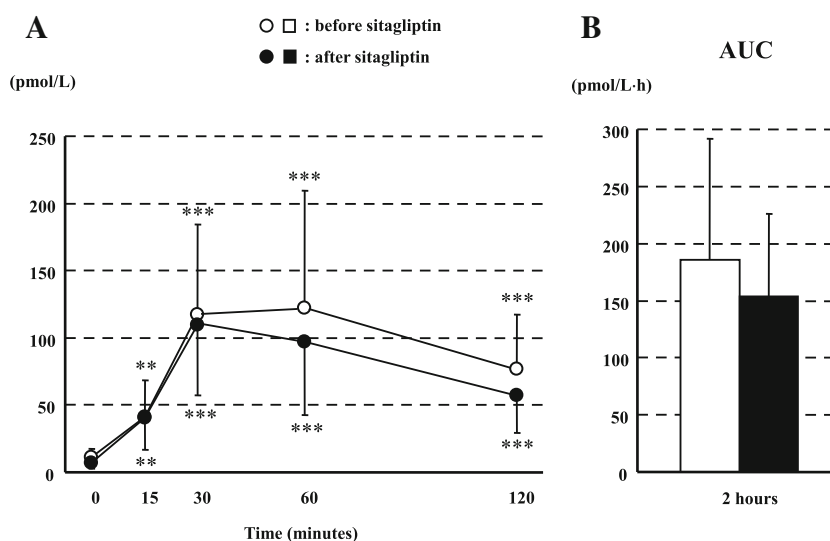 A
○ □ : before sitagliptin
● ■ : after sitagliptin
(pmol/L)
250
200
150
100
50
0
***
***
***
**
***
***
***
**
0 15 30 60 120
Time (minutes)
B
AUC
(pmol/L·h)
300
250
200
150
100
50
0
2 hours